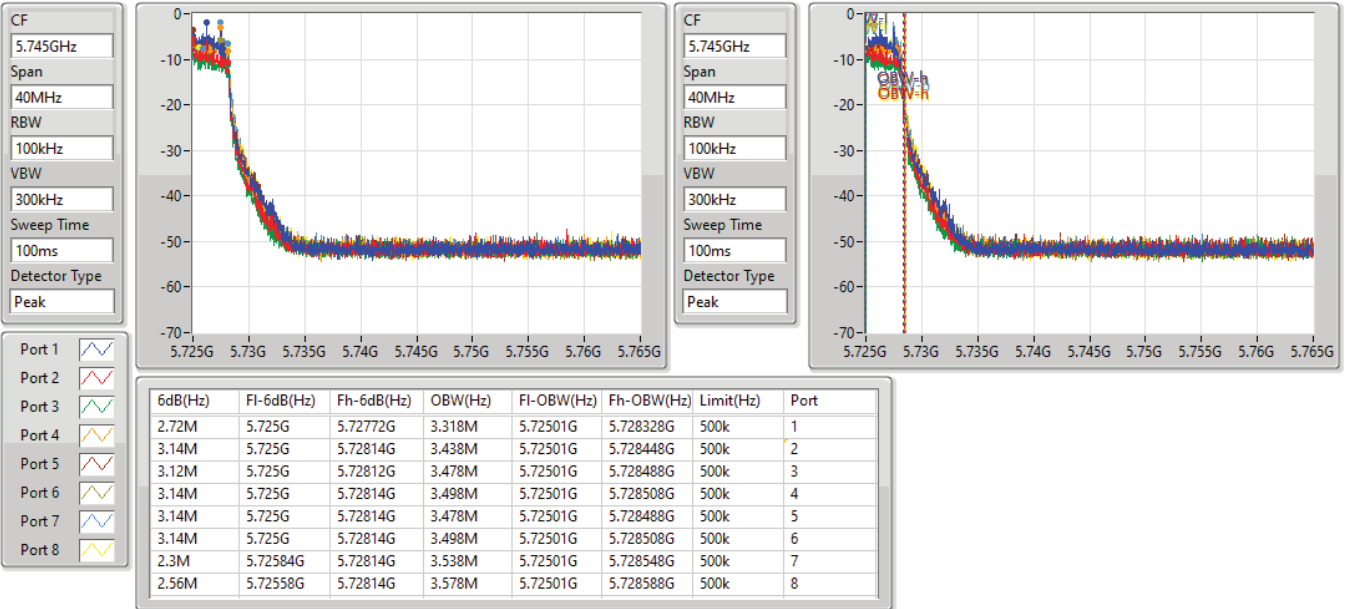 CF
5.745GHz
Span
40MHz
RBW
100kHz
VBW
300kHz
Sweep Time
100ms
Detector Type
Peak
0-
-10-
-20-
-30-
-40-
-50-
-60-
-70-
5.725G 5.73G 5.735G 5.74G 5.745G 5.75G 5.755G 5.76G 5.765G
CF
5.745GHz
Span
40MHz
RBW
100kHz
VBW
300kHz
Sweep Time
100ms
Detector Type
Peak
0-
-10-
-20-
-30-
-40-
-50-
-60-
-70-
OBW-h
OBW-h
5.725G 5.73G 5.735G 5.74G 5.745G 5.75G 5.755G 5.76G 5.765G
Port 1
Port 2
Port 3
Port 4
Port 5
Port 6
Port 7
Port 8
6dB(Hz) Fl-6dB(Hz) Fh-6dB(Hz) OBW(Hz) Fl-OBW(Hz) Fh-OBW(Hz) Limit(Hz) Port
2.72M 5.725G 5.72772G 3.318M 5.72501G 5.728328G 500k 1
3.14M 5.725G 5.72814G 3.438M 5.72501G 5.728448G 500k 2
3.12M 5.725G 5.72812G 3.478M 5.72501G 5.728488G 500k 3
3.14M 5.725G 5.72814G 3.498M 5.72501G 5.728508G 500k 4
3.14M 5.725G 5.72814G 3.478M 5.72501G 5.728488G 500k 5
3.14M 5.725G 5.72814G 3.498M 5.72501G 5.728508G 500k 6
2.3M 5.72584G 5.72814G 3.538M 5.72501G 5.728548G 500k 7
2.56M 5.72558G 5.72814G 3.578M 5.72501G 5.728588G 500k 8